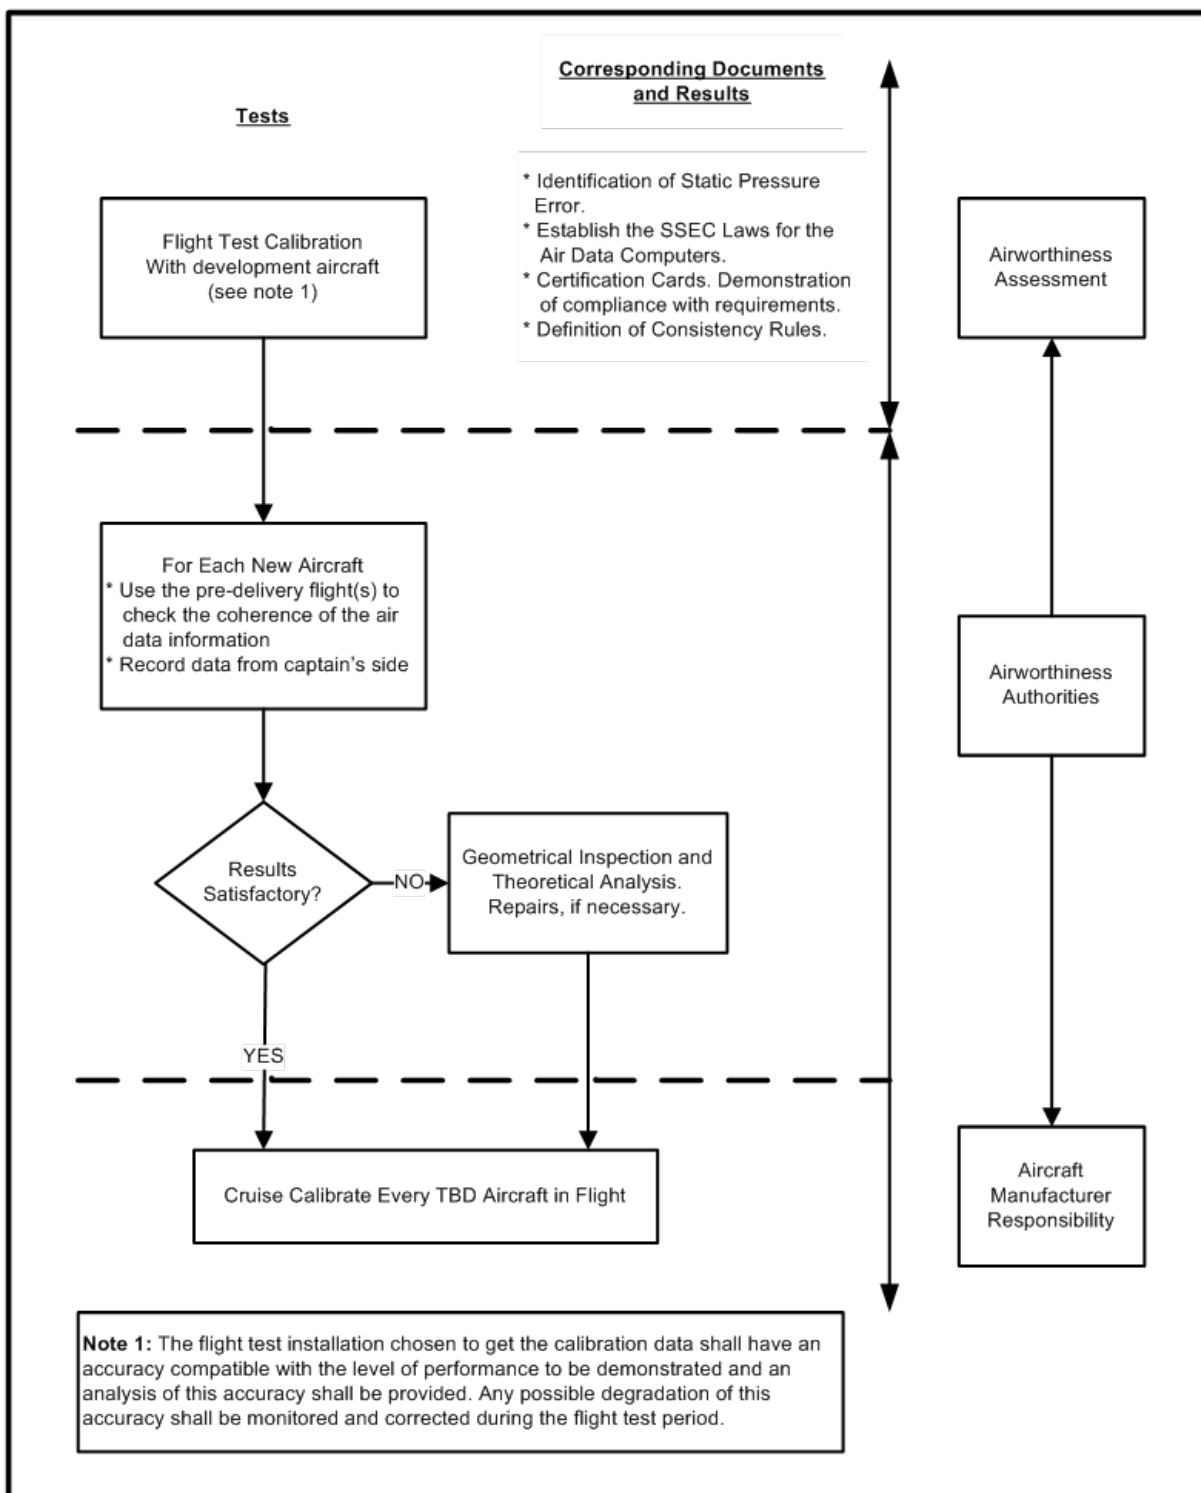 Corresponding Documents
and Results
Tests
* Identification of Static Pressure
Error.
* Establish the SSEC Laws for the
Air Data Computers.
* Certification Cards. Demonstration
of compliance with requirements.
* Definition of Consistency Rules.
Flight Test Calibration
With development aircraft
(see note 1)
Airworthiness
Assessment
For Each New Aircraft
* Use the pre-delivery flight(s) to
check the coherence of the air
data information
* Record data from captain's side
Airworthiness
Authorities
Results
Satisfactory?
NO
Geometrical Inspection and
Theoretical Analysis.
Repairs, if necessary.
YES
Cruise Calibrate Every TBD Aircraft in Flight
Aircraft
Manufacturer
Responsibility
Note 1: The flight test installation chosen to get the calibration data shall have an
accuracy compatible with the level of performance to be demonstrated and an
analysis of this accuracy shall be provided. Any possible degradation of this
accuracy shall be monitored and corrected during the flight test period.